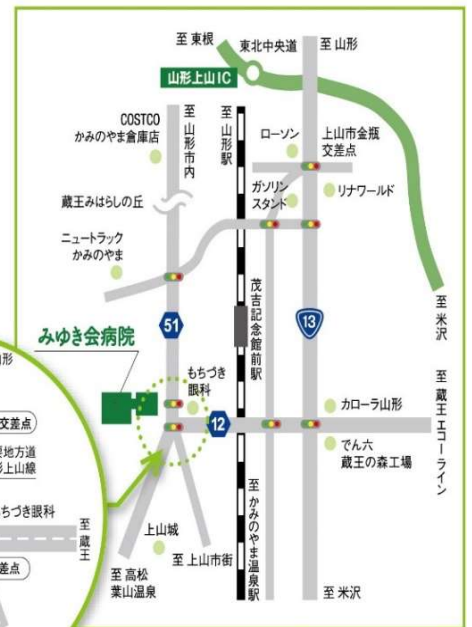 至 東根
東北中央道
至 山形
山形上山IC
COSTCO
かみのやま倉庫店
至 山形市内
至 山形駅
ローソン
上山市金瓶
交差点
ガソリン
スタンド
リナワールド
蔵王みはらしの丘
ニュートラック
かみのやま
茂吉記念館前駅
至 米沢
51
13
みゆき会病院
もちづき
眼科
12
カローラ山形
至 蔵王エコーライン
でん六
蔵王の森工場
上山城
至 上山市街
至 かみのやま温泉駅
至 高松
葉山温泉
至 米沢
交差点
地方道
上山線
ちづき眼科
至 蔵王
差点